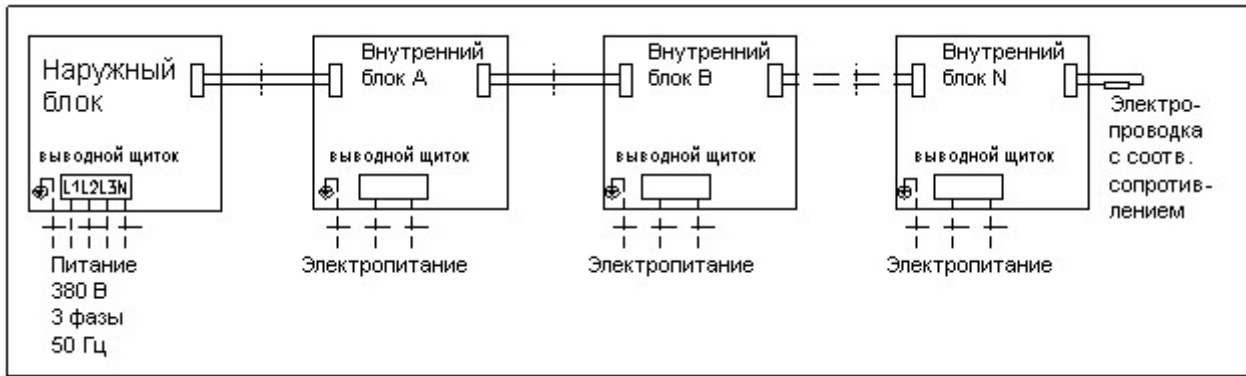 Наружный
блок
выводной щиток
L1L2L3N
Питание
380 В
3 фазы
50 Гц
Внутренний
блок A
выводной щиток
Электропитание
Внутренний
блок B
выводной щиток
Электропитание
Внутренний
блок N
выводной щиток
Электропитание
Электро-
проводка
с соотв.
сопротив-
лением